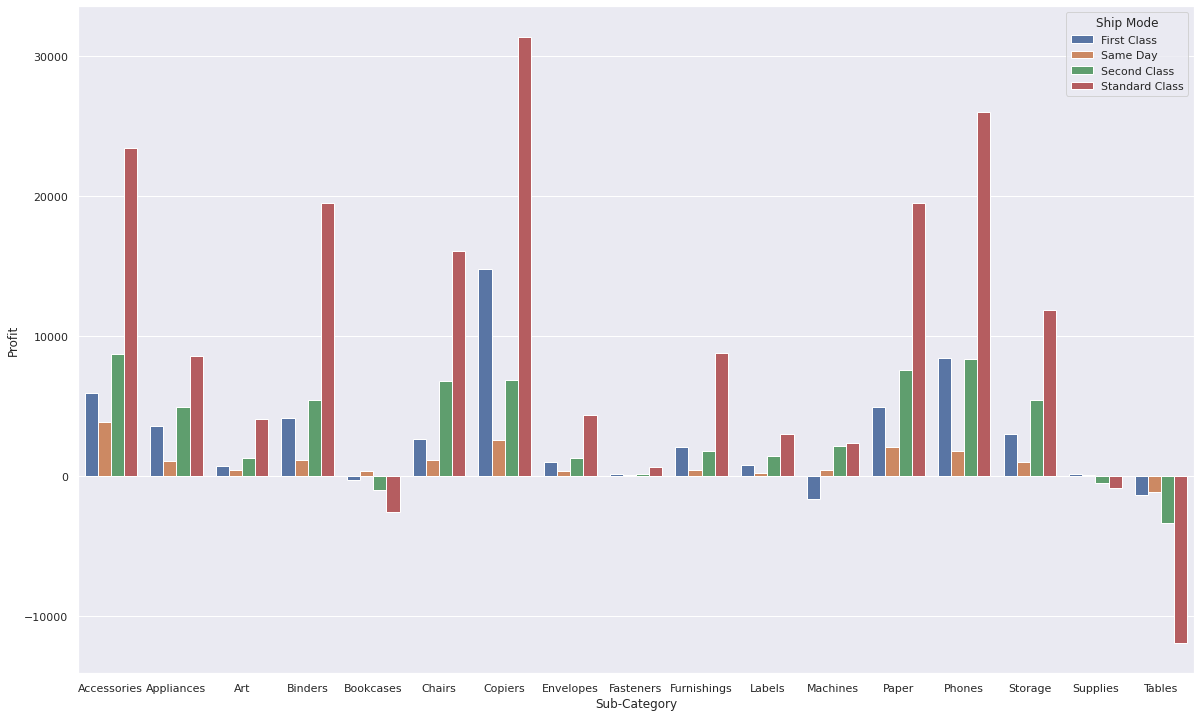 Ship Mode
First Class
Same Day
Second Class
Standard Class
30000
20000
10000
0
−10000
Profit
Accessories Appliances Art Binders Bookcases Chairs Copiers Envelopes Fasteners Furnishings Labels Machines Paper Phones Storage Supplies Tables
Sub-Category